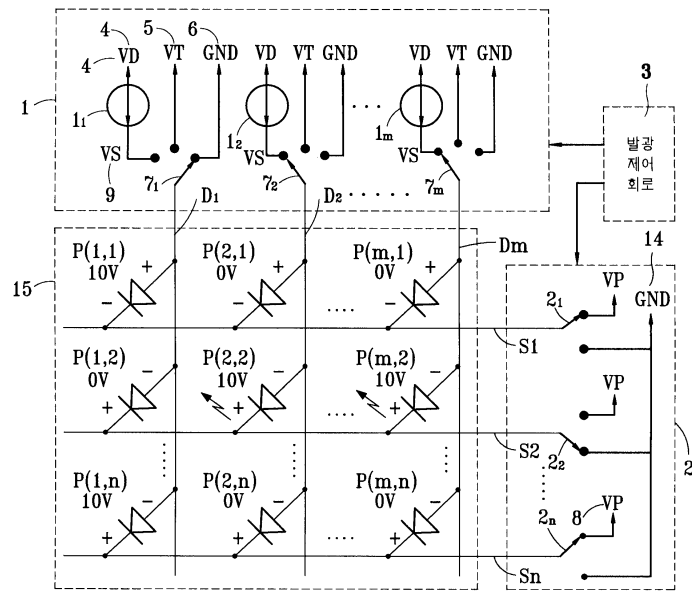 4 5 6
4 VD VT GND VD VT GND VD VT GND
1 1₁ 1₂ 1m
VS VS VS
9 7₁ 7₂ 7m
D₁ D₂ Dm
3
발광
제어
회로
15
P(1,1) P(2,1) P(m,1)
10V 0V 0V
+ + +
− − −
S1
P(1,2) P(2,2) P(m,2)
0V 10V 10V
− − −
+ + +
S2
P(1,n) P(2,n) P(m,n)
10V 0V 0V
− − −
+ + +
Sn
14
VP GND
2₁
VP
2₂
2
8 VP
2n